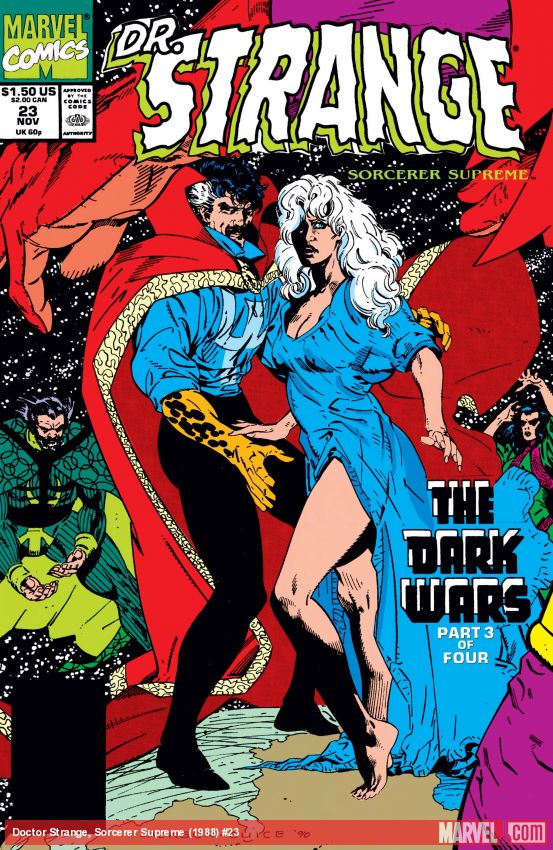 MARVEL
COMICS
M
$1.50 US
$2.00 CAN
23
NOV
UK 60p
APPROVED
BY THE
COMICS
CODE
AUTHORITY
DR.
STRANGE
SORCERER SUPREME
THE
DARK
WARS
PART 3
OF
FOUR
Doctor Strange, Sorcerer Supreme (1988) #23
MARVEL.com